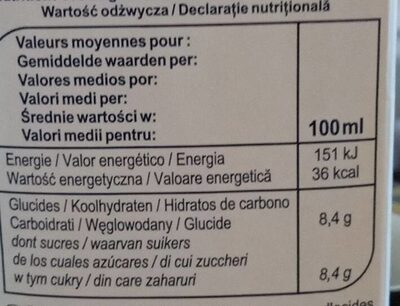 Wartość odżwycza / Declarație nutrițională
Valeurs moyennes pour :
Gemiddelde waarden per:
Valores medios por:
Valori medi per:
Średnie wartości w:
Valori medii pentru:
100 ml
Energie / Valor energético / Energia
151 kJ
Wartość energetyczna / Valoare energetică
36 kcal
Glucides / Koolhydraten / Hidratos de carbono
Carboidrati / Węglowodany / Glucide
8,4 g
dont sucres / waarvan suikers
de los cuales azúcares / di cui zuccheri
w tym cukry / din care zaharuri
8,4 g